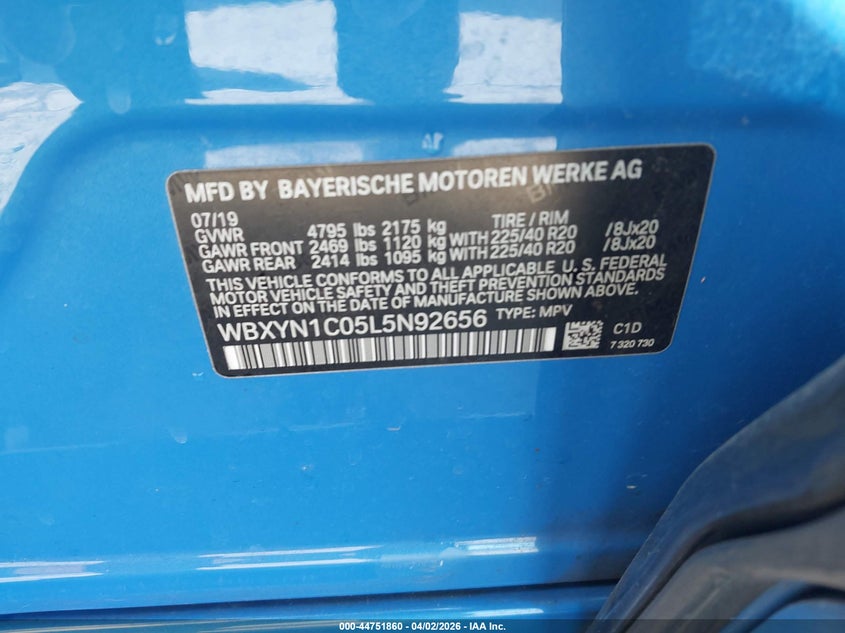 MFD BY BAYERISCHE MOTOREN WERKE AG
07/19 TIRE / RIM
GVWR 4795 lbs 2175 kg
GAWR FRONT 2469 lbs 1120 kg WITH 225/40 R20 /8Jx20
GAWR REAR 2414 lbs 1095 kg WITH 225/40 R20 /8Jx20
THIS VEHICLE CONFORMS TO ALL APPLICABLE U. S. FEDERAL
MOTOR VEHICLE SAFETY AND THEFT PREVENTION STANDARDS
IN EFFECT ON THE DATE OF MANUFACTURE SHOWN ABOVE.
WBXYN1C05L5N92656 TYPE: MPV
C1D
7 320 730
000-44751860 - 04/02/2026 - IAA Inc.